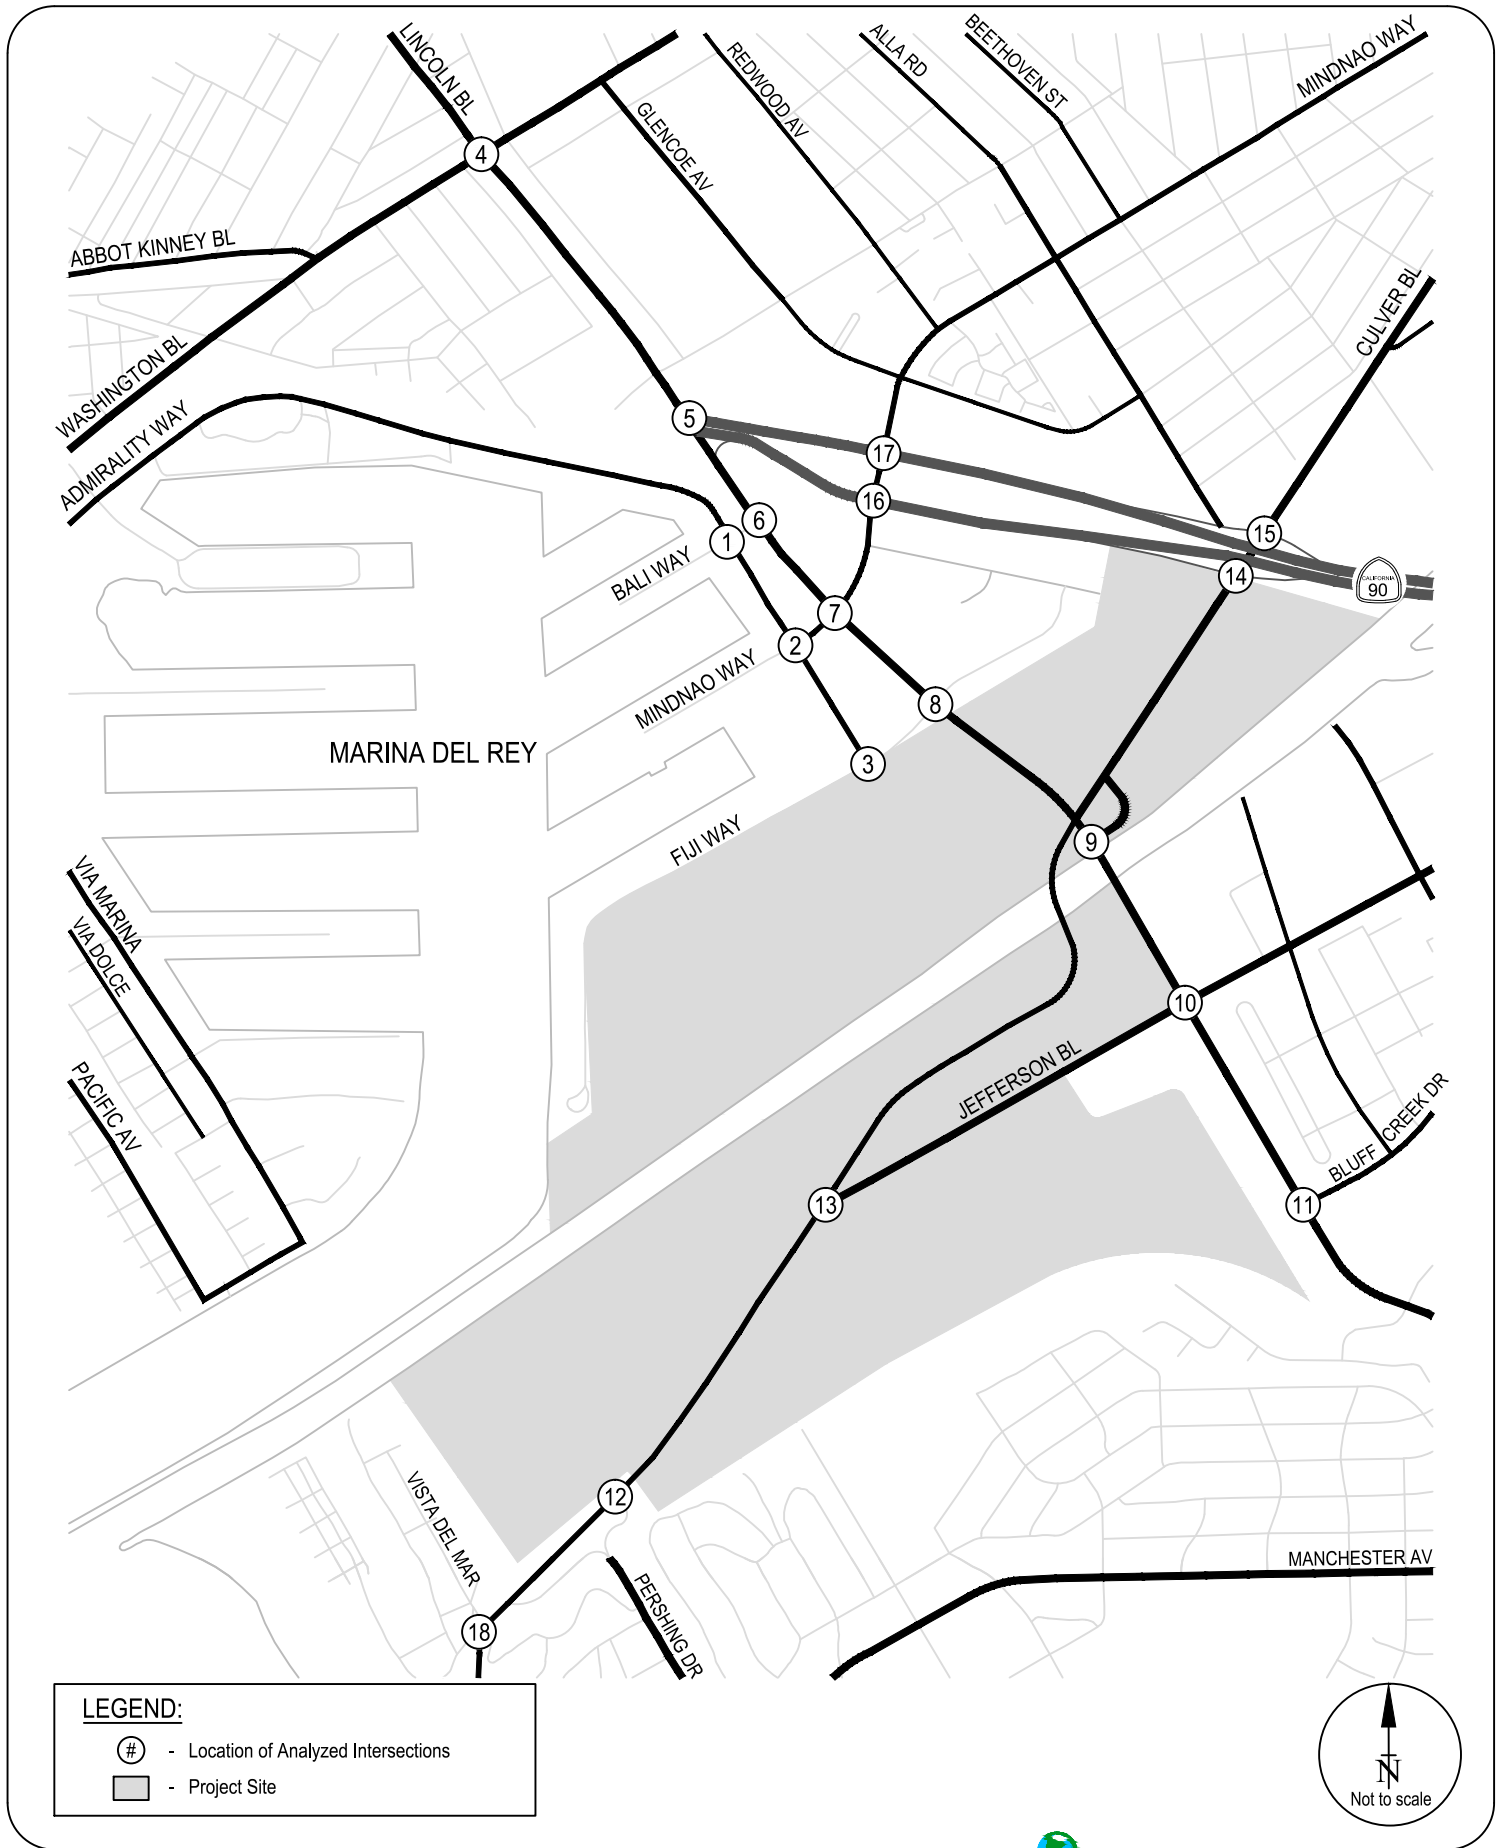 LINCOLN BL
GLENCOE AV
REDWOOD AV
ALLA RD
BEETHOVEN ST
MINDNAO WAY
4
ABBOT KINNEY BL
CULVER BL
WASHINGTON BL
ADMIRALITY WAY
5
17
16
6
1
15
14
CALIFORNIA
90
BALI WAY
7
2
MINDNAO WAY
8
MARINA DEL REY
3
FIJI WAY
9
VIA MARINA
VIA DOLCE
10
PACIFIC AV
JEFFERSON BL
BLUFF CREEK DR
13
11
12
VISTA DEL MAR
MANCHESTER AV
PERSHING DR
18
LEGEND:
# - Location of Analyzed Intersections
- Project Site
N
Not to scale